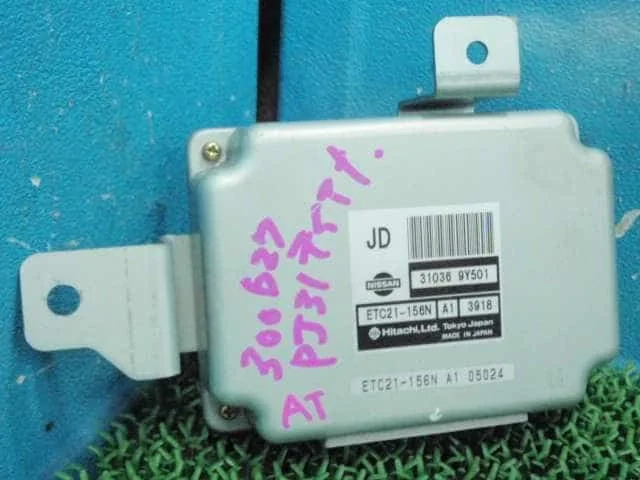 JD
NISSAN
31036 9Y501
ETC21-156N A1 3918
Hitachi, Ltd. Tokyo Japan
MADE IN JAPAN
ETC21-156N A1 05024
300627
PJ31
AT